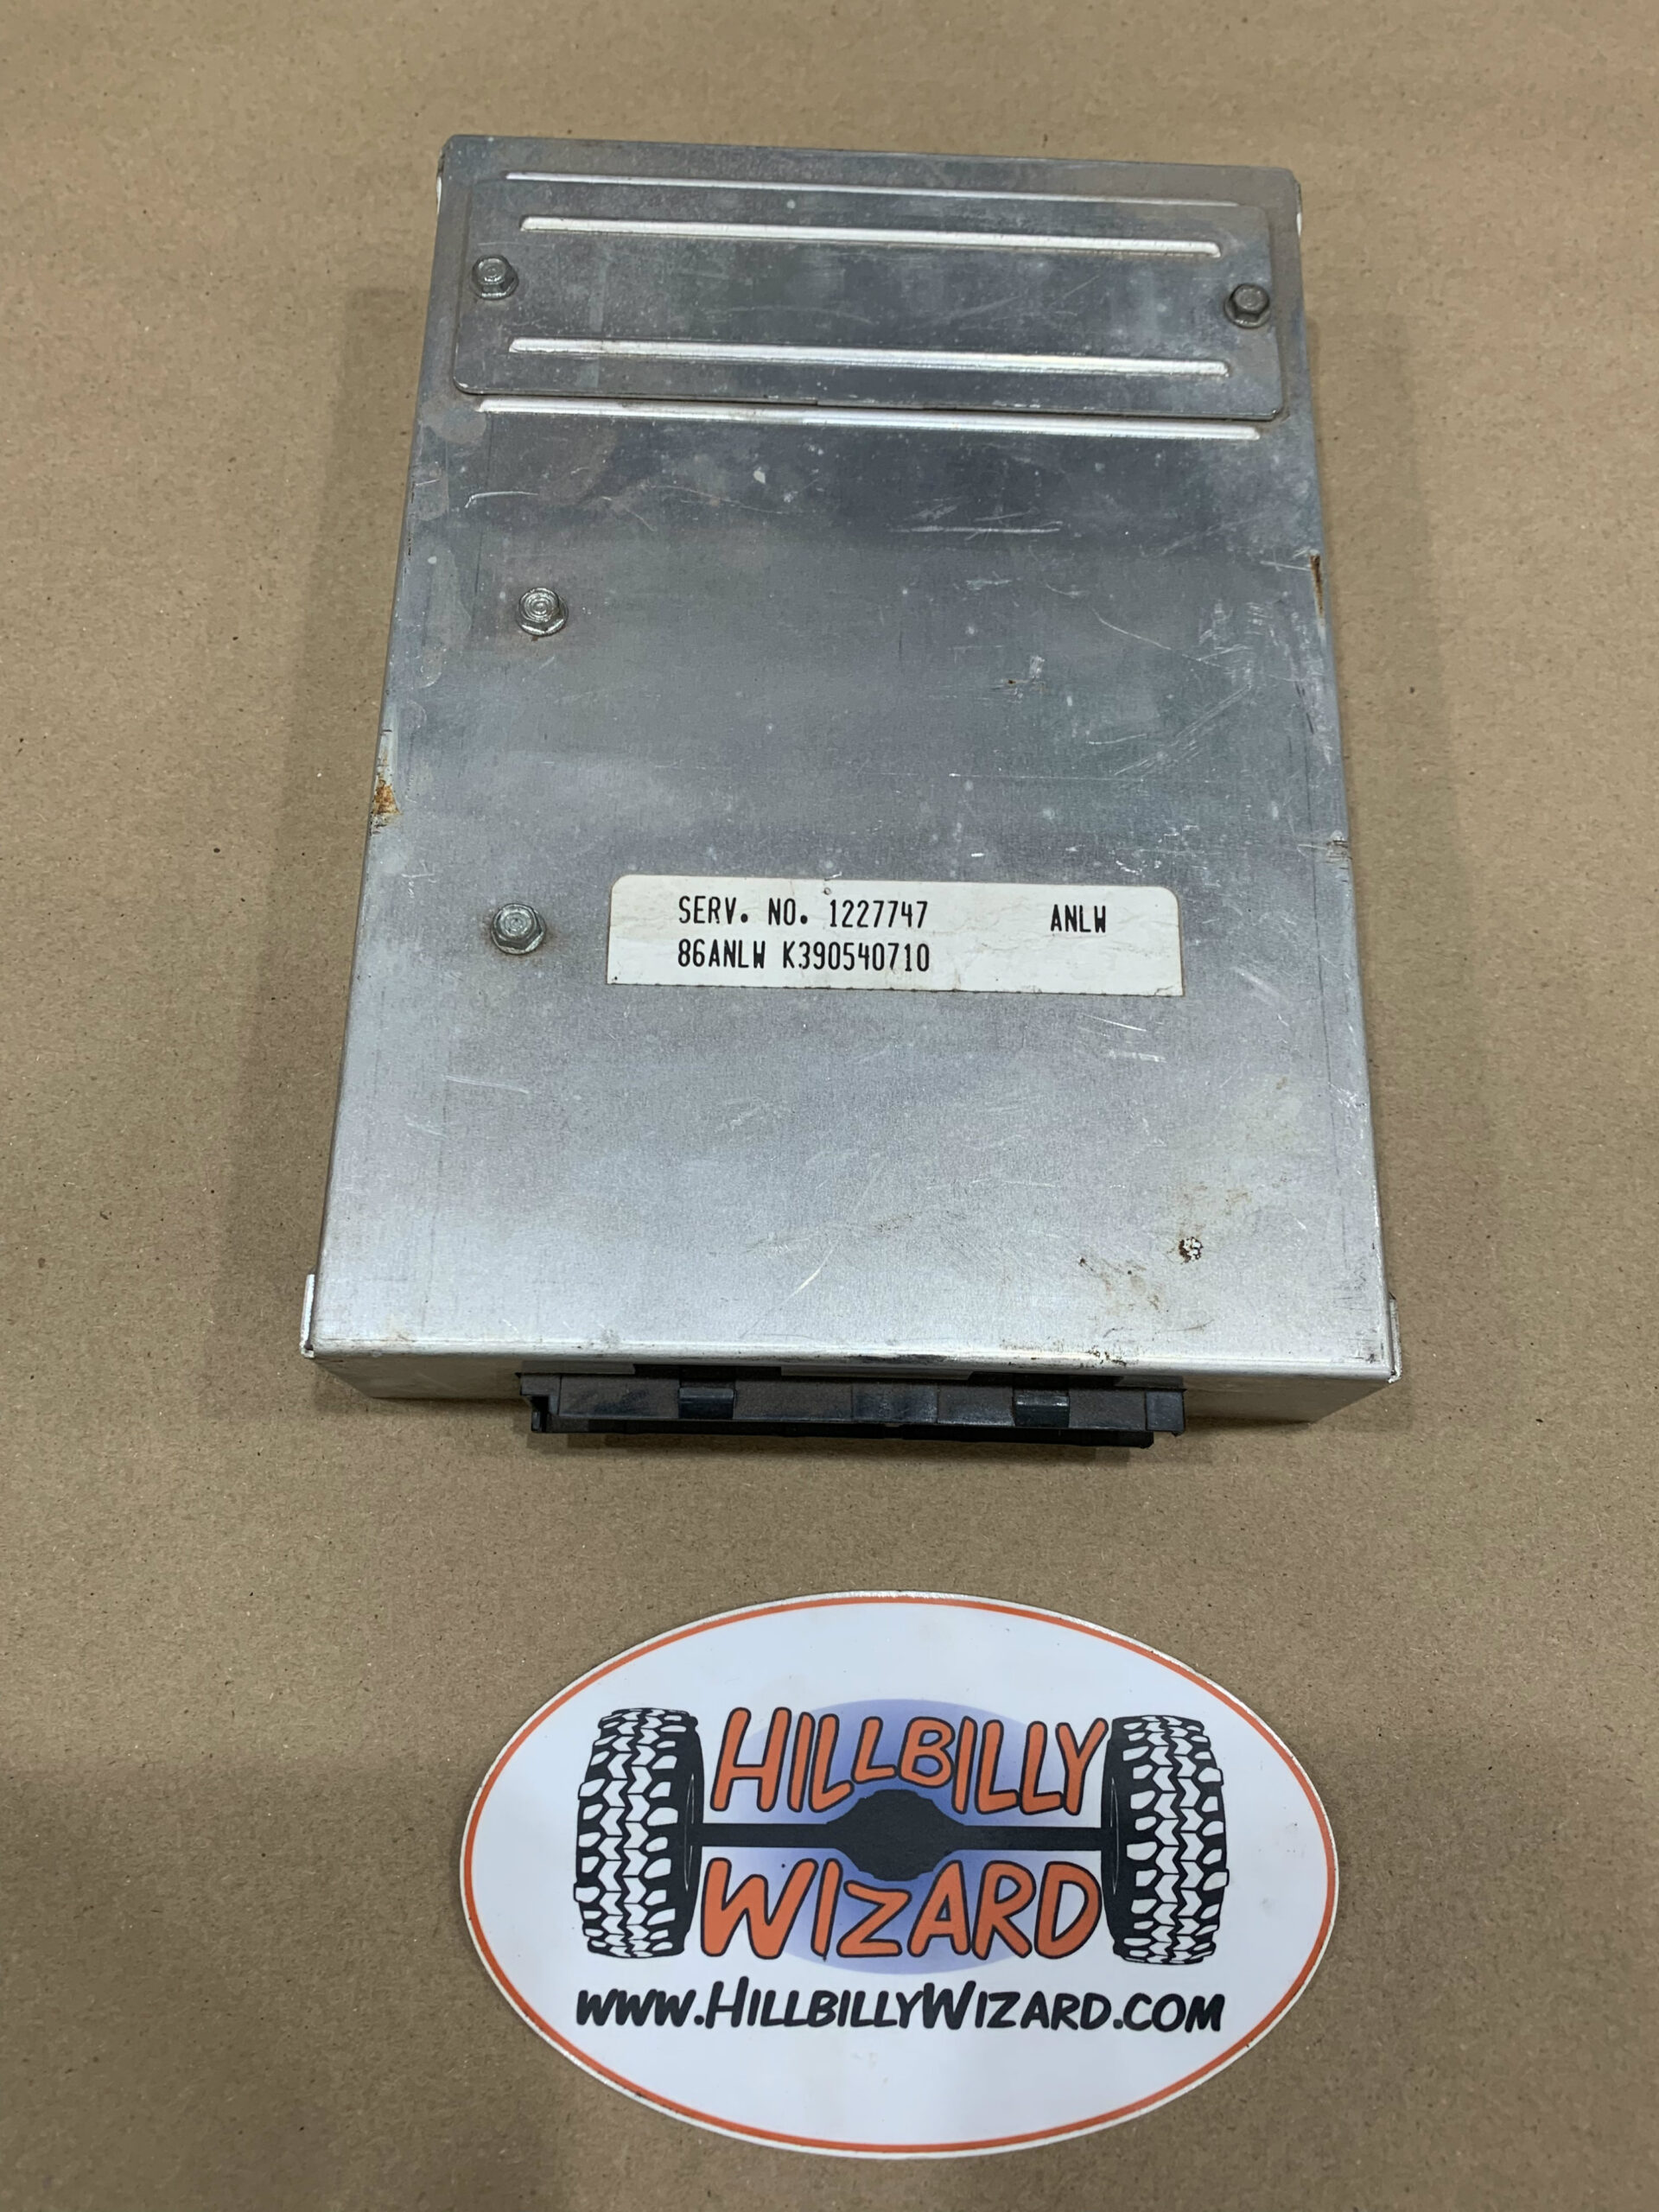 SERV. NO. 1227747 ANLW
86ANLW K390540710
HILLBILLY
WIZARD
WWW.HILLBILLYWIZARD.COM